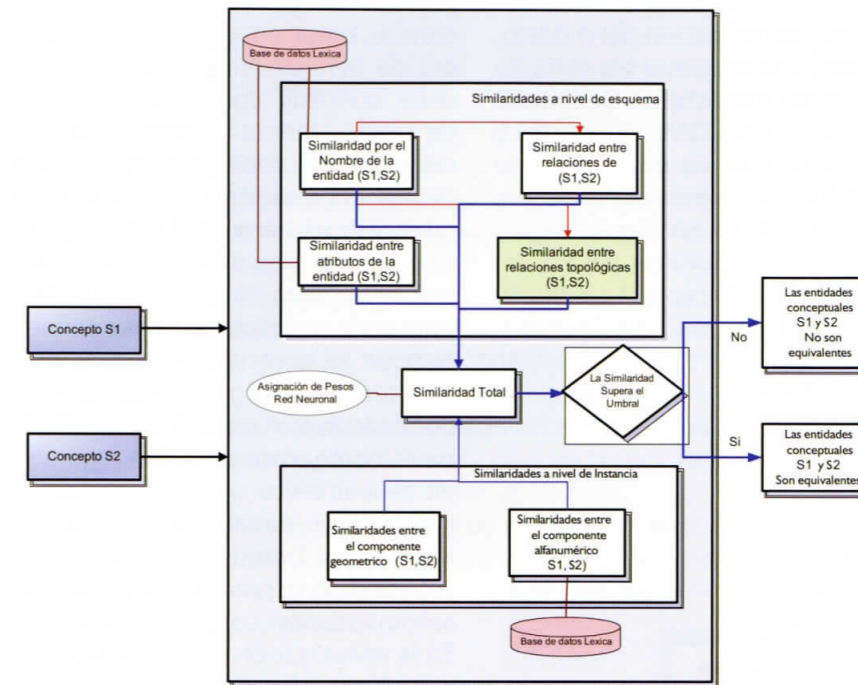 Base de datos Lexica
Similaridades a nivel de esquema
Similaridad por el
Nombre de la
entidad (S1,S2)
Similaridad entre
relaciones de
(S1,S2)
Similaridad entre
atributos de la
entidad (S1,S2)
Similaridad entre
relaciones topológicas
(S1,S2)
Concepto S1
Asignación de Pesos
Red Neuronal
Similaridad Total
La Similaridad
Supera el
Umbral
No
Las entidades
conceptuales
S1 y S2
No son
equivalentes
Si
Las entidades
conceptuales
S1 y S2
Son equivalentes
Concepto S2
Similaridades a nivel de Instancia
Similaridades entre
el componente
geometrico (S1,S2)
Similaridades entre
el componente
alfanumérico
S1, S2)
Base de datos Lexica